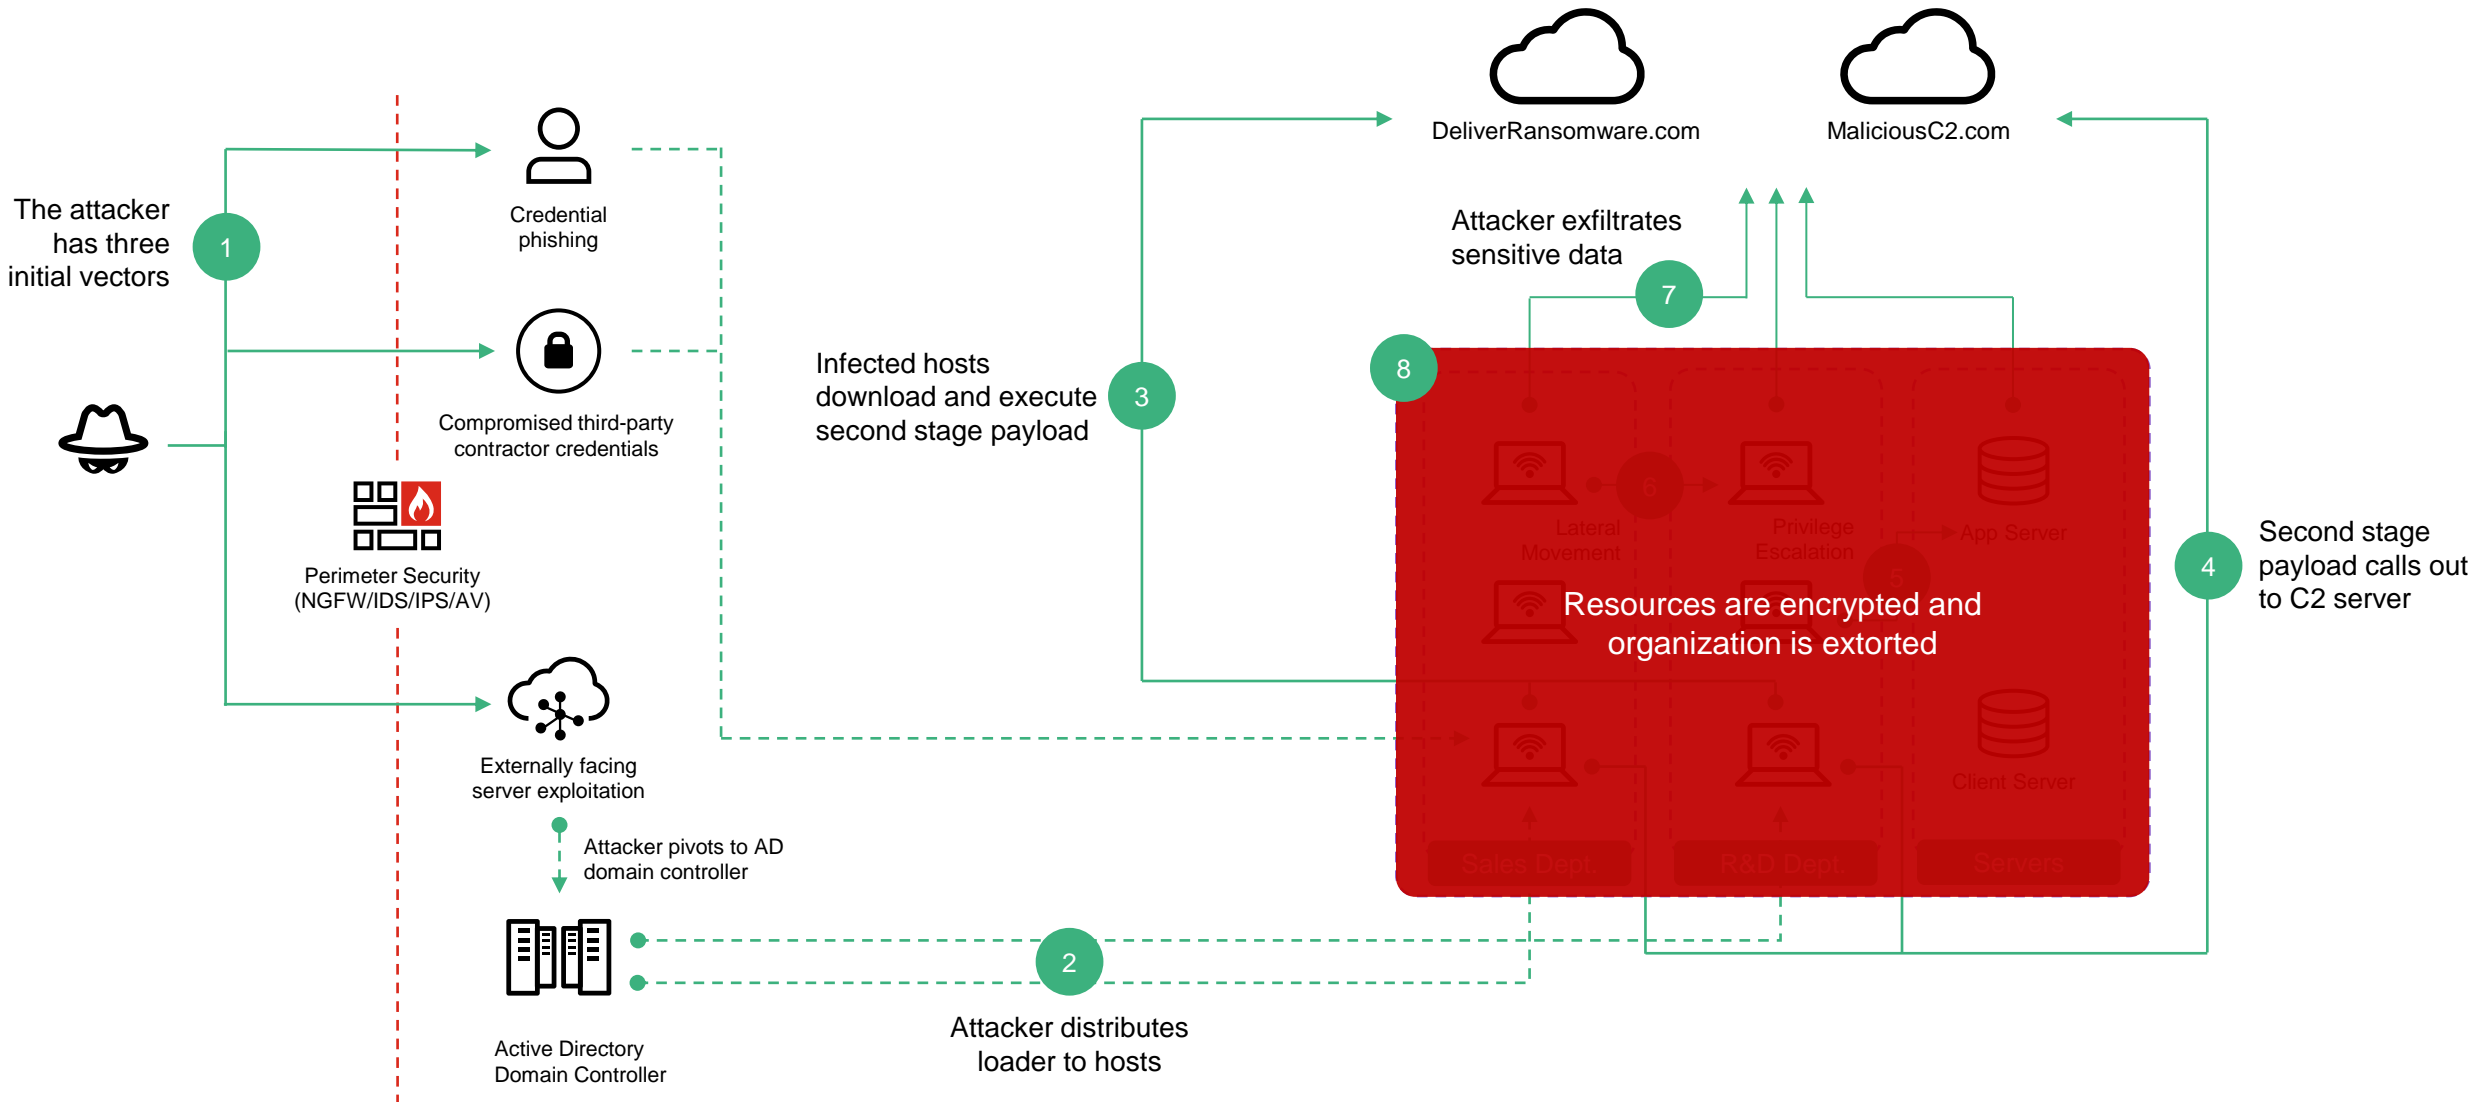 DeliverRansomware.com
MaliciousC2.com
The attacker
has three
initial vectors
1
Credential
phishing
Attacker exfiltrates
sensitive data
7
Compromised third-party
contractor credentials
Infected hosts
download and execute
second stage payload
3
8
6
Lateral
Movement
Privilege
Escalation
App Server
5
Resources are encrypted and
organization is extorted
4
Second stage
payload calls out
to C2 server
Perimeter Security
(NGFW/IDS/IPS/AV)
Externally facing
server exploitation
Client Server
Attacker pivots to AD
domain controller
Sales Dept.
R&D Dept.
Servers
2
Attacker distributes
loader to hosts
Active Directory
Domain Controller